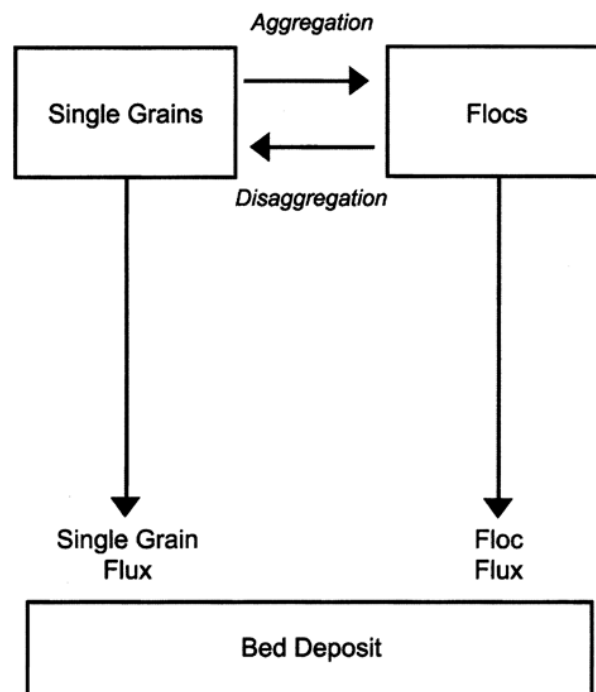 Aggregation
Single Grains
Flocs
Disaggregation
Single Grain
Flux
Floc
Flux
Bed Deposit